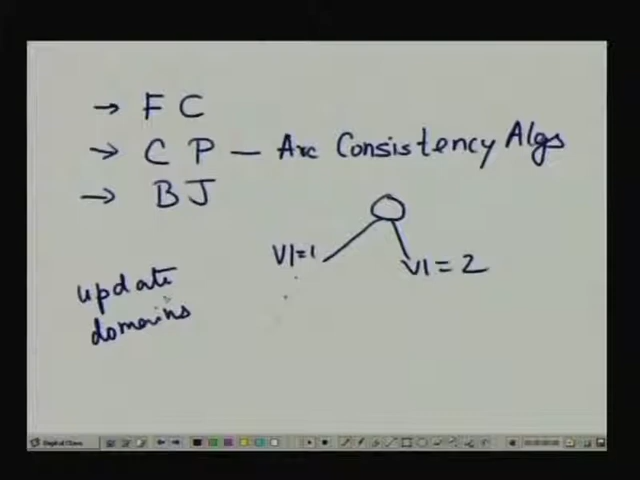 → F C
→ C P — Arc Consistency Algs
→ B J
V1=1
V1 = 2
update
domains